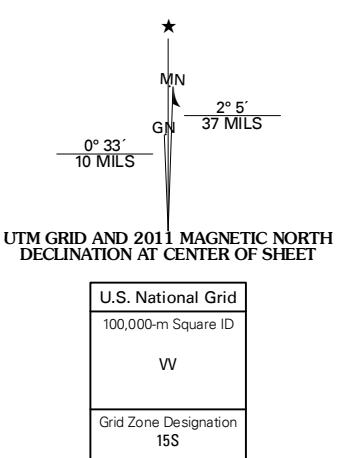 MN
GN
2° 5´
37 MILS
0° 33´
10 MILS
UTM GRID AND 2011 MAGNETIC NORTH
DECLINATION AT CENTER OF SHEET
U.S. National Grid
100,000-m Square ID
VV
Grid Zone Designation
15S